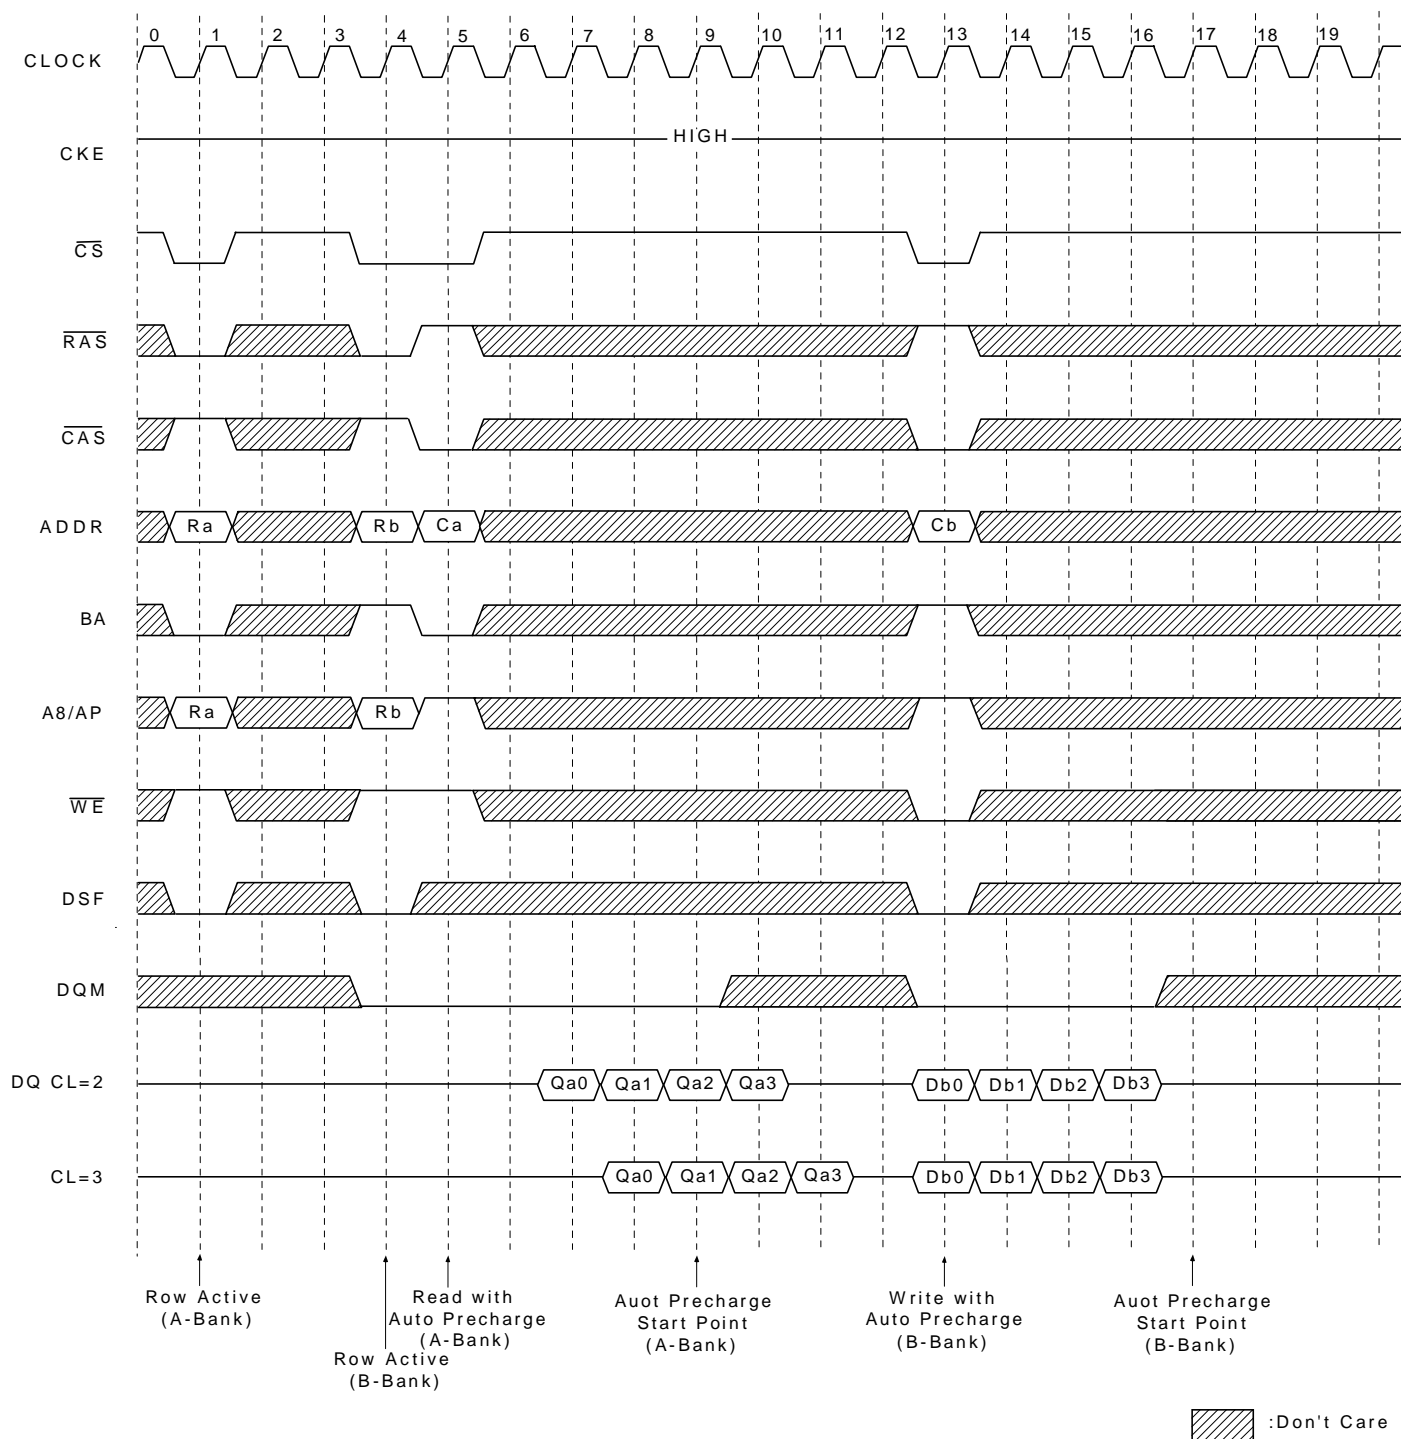 0 1 2 3 4 5 6 7 8 9 10 11 12 13 14 15 16 17 18 19
CLOCK
HIGH
CKE
CS
RAS
CAS
ADDR Ra Rb Ca Cb
BA
A8/AP Ra Rb
WE
DSF
DQM
DQ CL=2 Qa0 Qa1 Qa2 Qa3 Db0 Db1 Db2 Db3
CL=3 Qa0 Qa1 Qa2 Qa3 Db0 Db1 Db2 Db3
Row Active
(A-Bank)
Row Active
(B-Bank)
Read with
Auto Precharge
(A-Bank)
Auot Precharge
Start Point
(A-Bank)
Write with
Auto Precharge
(B-Bank)
Auot Precharge
Start Point
(B-Bank)
:Don't Care